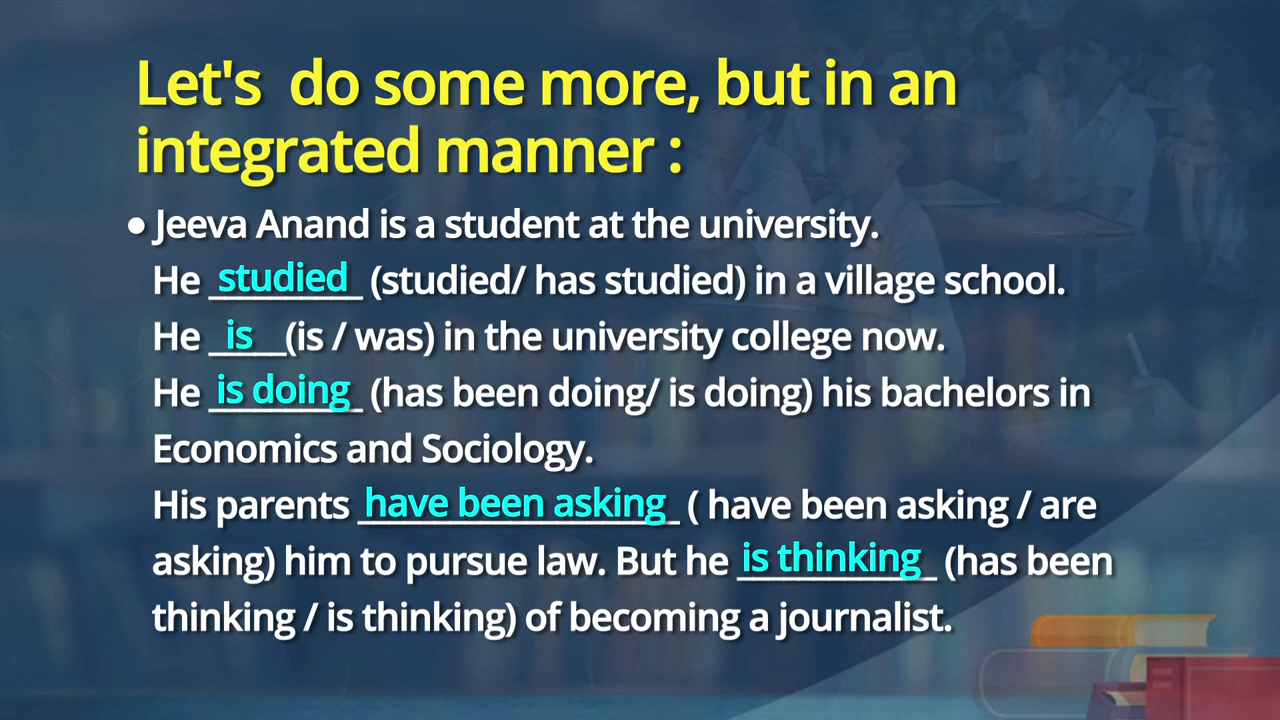 Let's do some more, but in an
integrated manner :
• Jeeva Anand is a student at the university.
He studied (studied/ has studied) in a village school.
He is (is / was) in the university college now.
He is doing (has been doing/ is doing) his bachelors in
Economics and Sociology.
His parents have been asking ( have been asking / are
asking) him to pursue law. But he is thinking (has been
thinking / is thinking) of becoming a journalist.